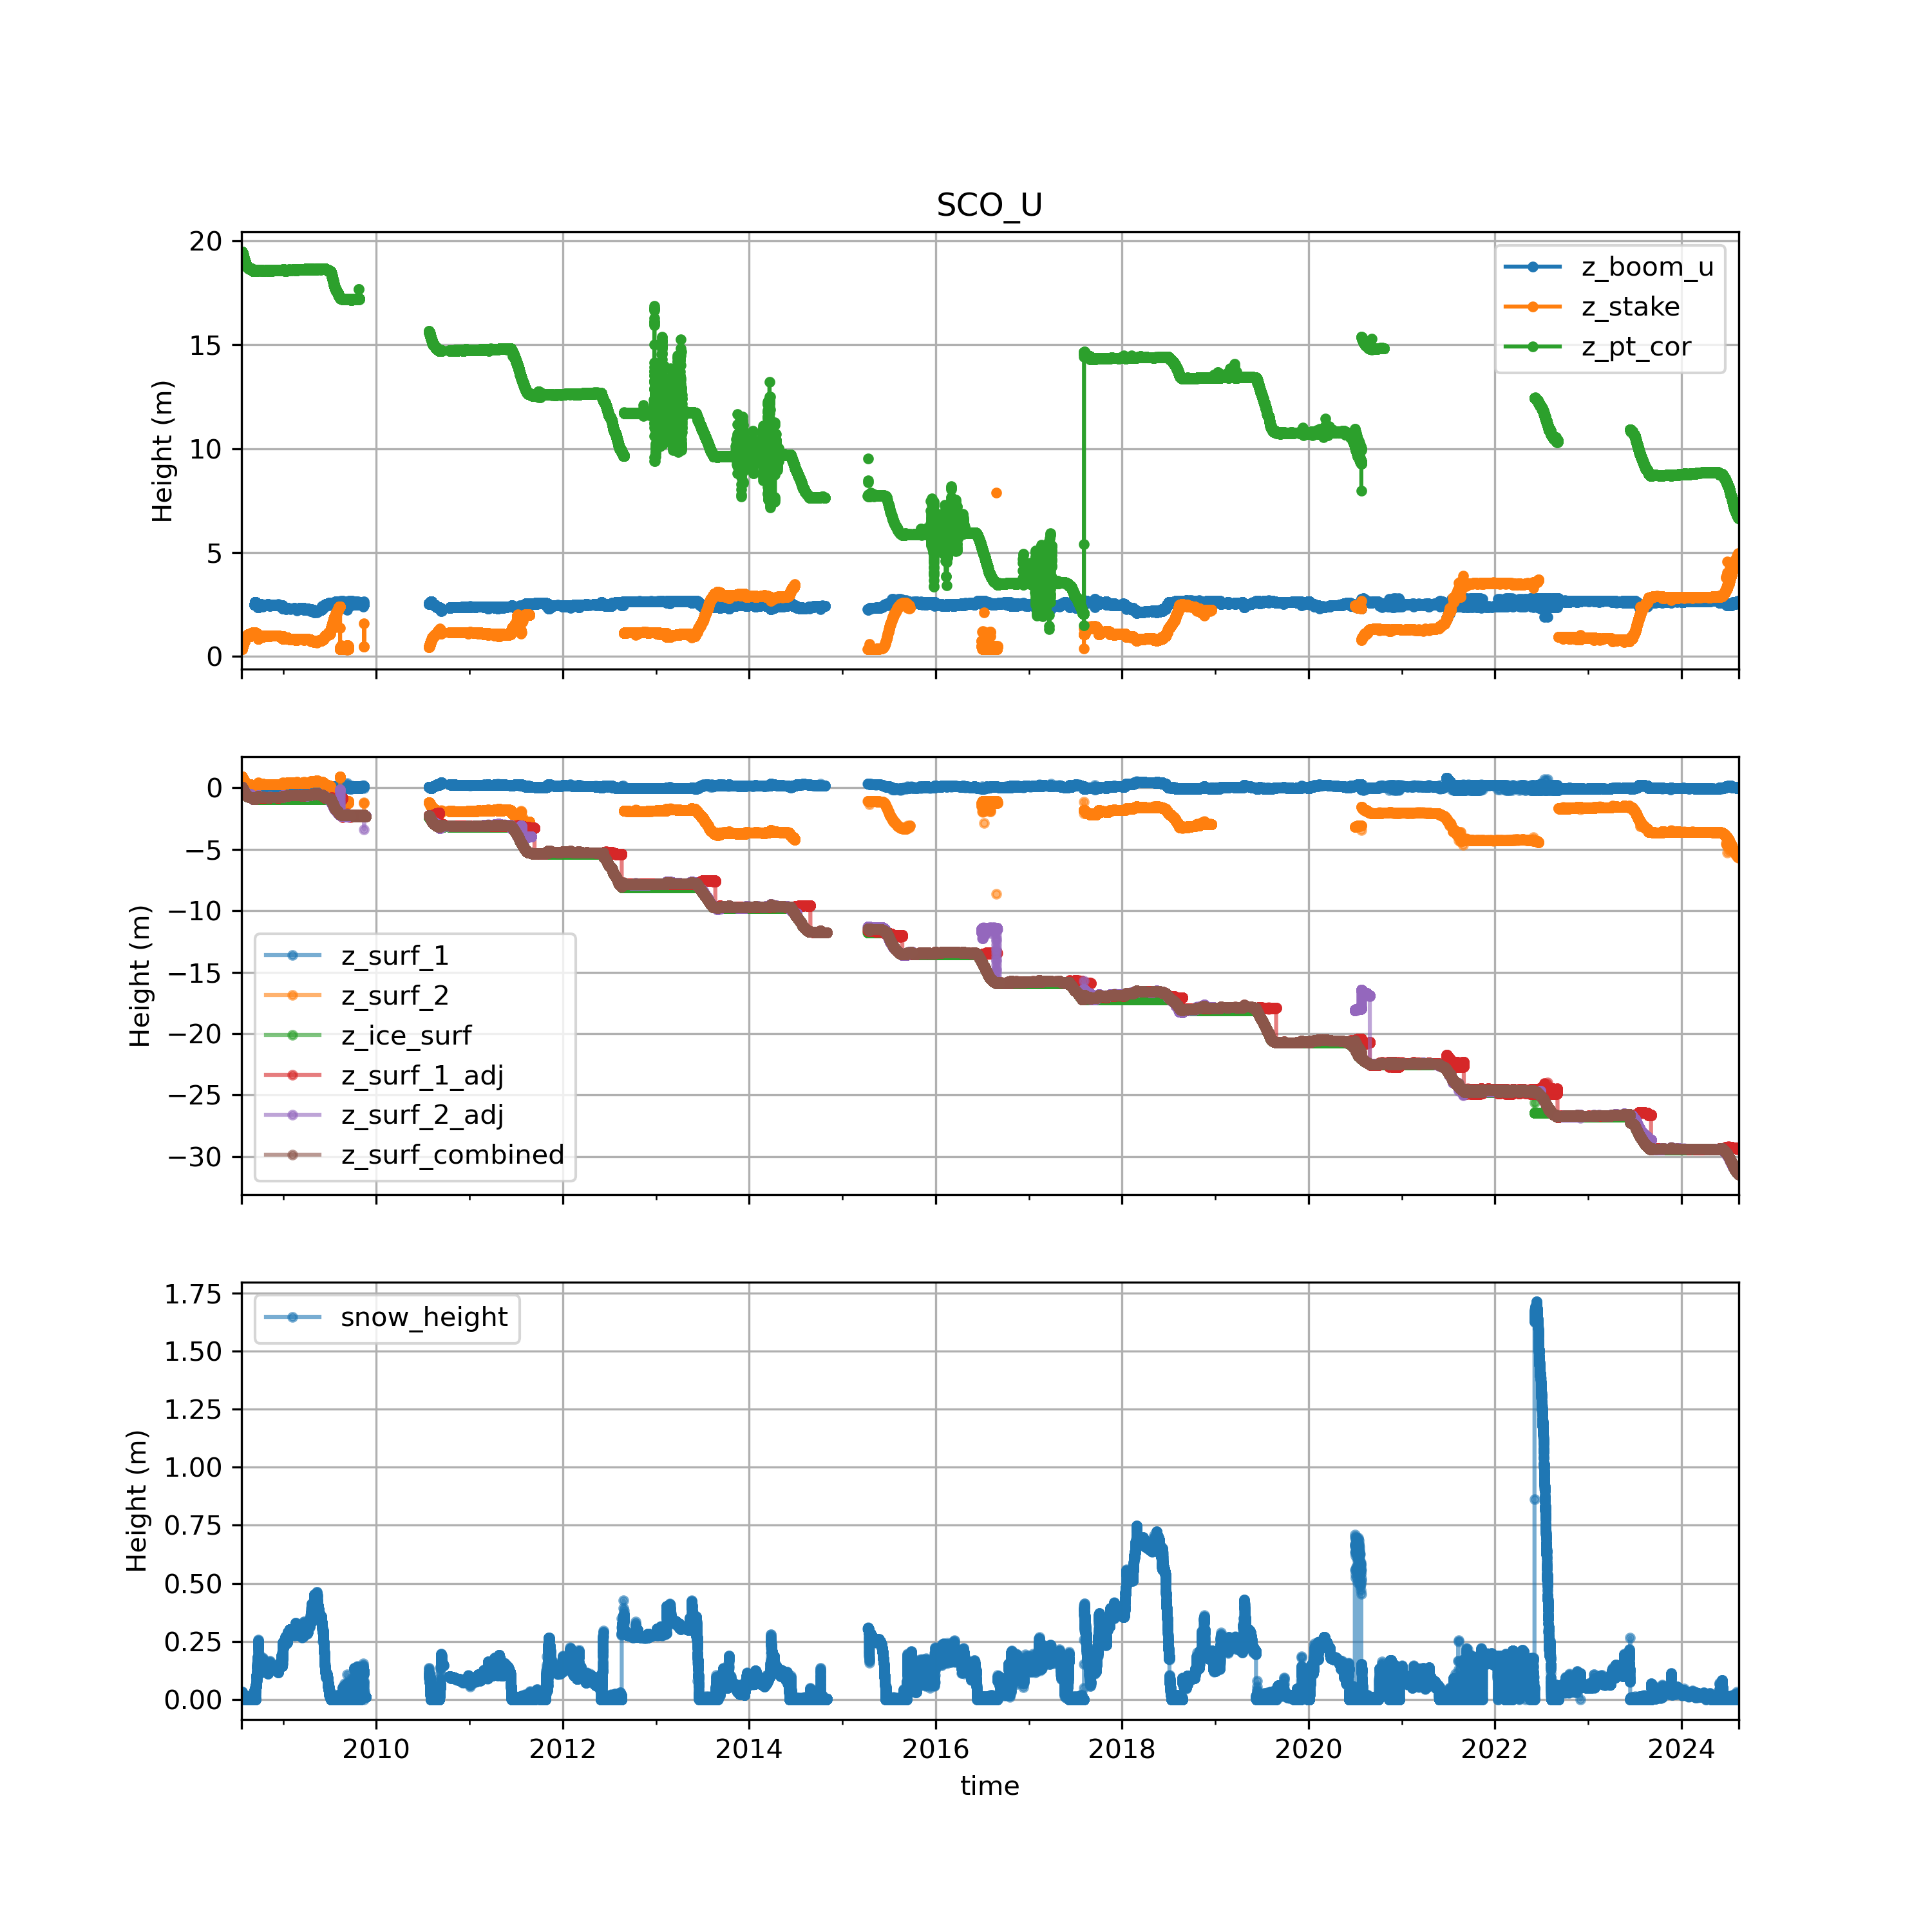 SCO_U
20
15
10
5
0
Height (m)
z_boom_u
z_stake
z_pt_cor
0
−5
−10
−15
−20
−25
−30
Height (m)
z_surf_1
z_surf_2
z_ice_surf
z_surf_1_adj
z_surf_2_adj
z_surf_combined
1.75
1.50
1.25
1.00
0.75
0.50
0.25
0.00
Height (m)
snow_height
2010 2012 2014 2016 2018 2020 2022 2024
time